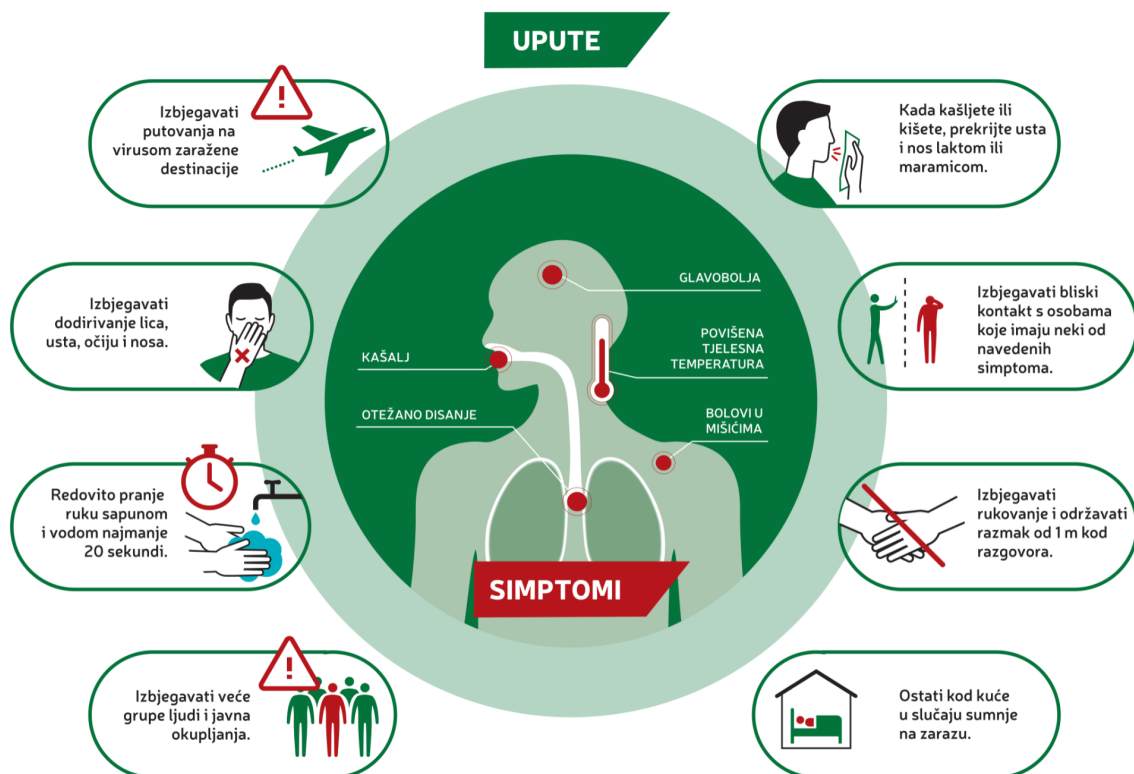 UPUTE
Izbjegavati
putovanja na
virusom zaražene
destinacije
Izbjegavati
dodirivanje lica,
usta, očiju i nosa.
Redovito pranje
ruku sapunom
i vodom najmanje
20 sekundi.
Izbjegavati veće
grupe ljudi i javna
okupljanja.
KAŠALJ
OTEŽANO DISANJE
GLAVOBOLJA
POVIŠENA
TJELESNA
TEMPERATURA
BOLOVI U
MIŠIĆIMA
SIMPTOMI
Kada kašljete ili
kišete, prekrijte usta
i nos laktom ili
maramicom.
Izbjegavati bliski
kontakt s osobama
koje imaju neki od
navedenih
simptoma.
Izbjegavati
rukovanje i održavati
razmak od 1 m kod
razgovora.
Ostati kod kuće
u slučaju sumnje
na zarazu.